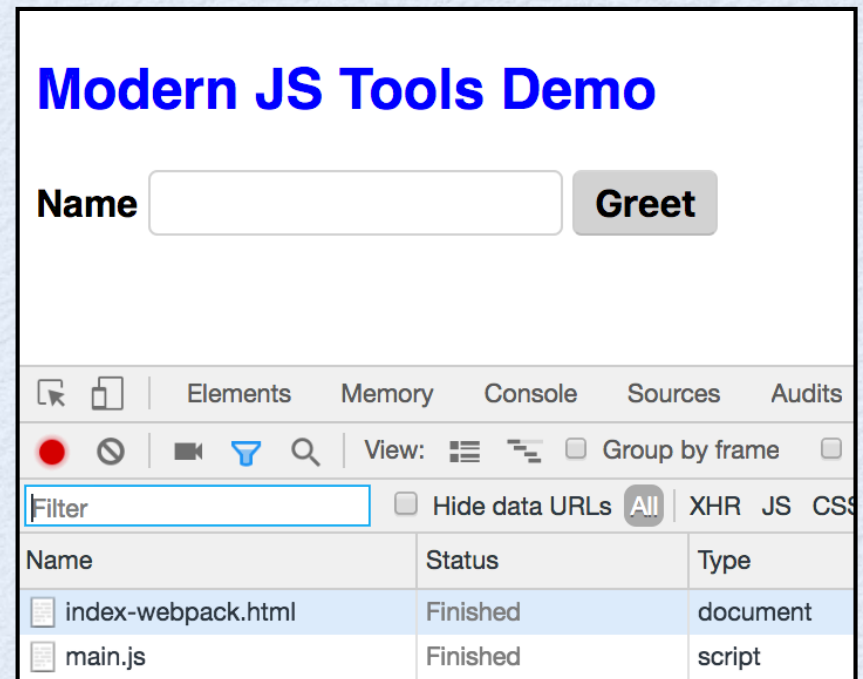 Modern JS Tools Demo
Name Greet
Elements Memory Console Sources Audits
View: Group by frame
Filter Hide data URLs All XHR JS CSS
Name Status Type
index-webpack.html Finished document
main.js Finished script